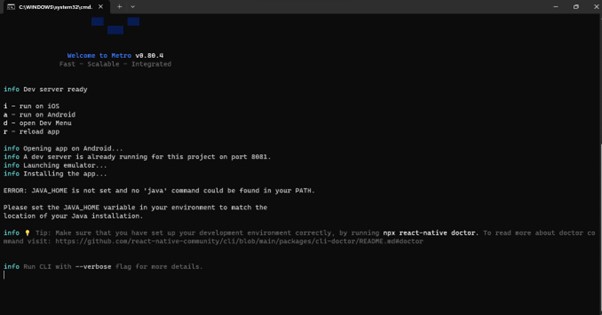 C:\WINDOWS\system32\cmd.
Welcome to Metro v0.80.4
Fast - Scalable - Integrated
info Dev server ready
i - run on iOS
a - run on Android
d - open Dev Menu
r - reload app
info Opening app on Android...
info A dev server is already running for this project on port 8081.
info Launching emulator...
info Installing the app...
ERROR: JAVA_HOME is not set and no 'java' command could be found in your PATH.
Please set the JAVA_HOME variable in your environment to match the
location of your Java installation.
info 💡 Tip: Make sure that you have set up your development environment correctly, by running npx react-native doctor. To read more about doctor co
mmand visit: https://github.com/react-native-community/cli/blob/main/packages/cli-doctor/README.md#doctor
info Run CLI with --verbose flag for more details.